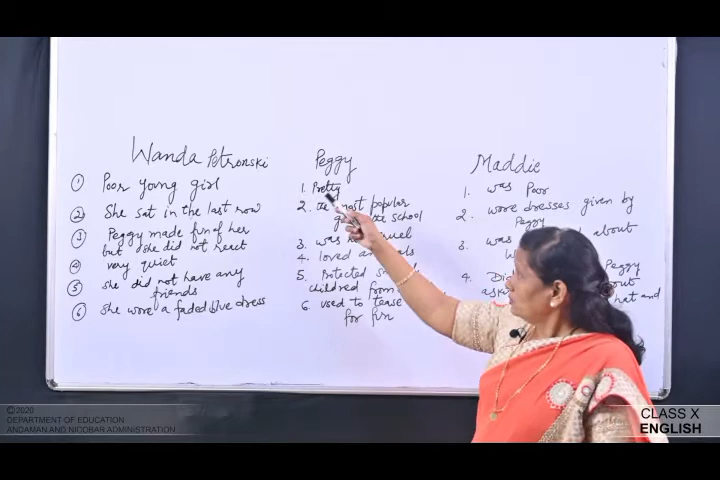 Wanda Petronski
① Poor young girl
② She sat in the last row
③ Peggy made fun of her
but she did not react
④ very quiet
⑤ she did not have any
friends
⑥ she wore a faded blue dress
Peggy
1. Pretty
2. the most popular
the school
3. was
4. loved
5. Protected
children from
6. used to tease
for fun
Maddie
1. was Poor
2. wore dresses given by
Peggy
3. was about
4. Peggy
hat and
©2020
DEPARTMENT OF EDUCATION
ANDAMAN AND NICOBAR ADMINISTRATION
CLASS X
ENGLISH